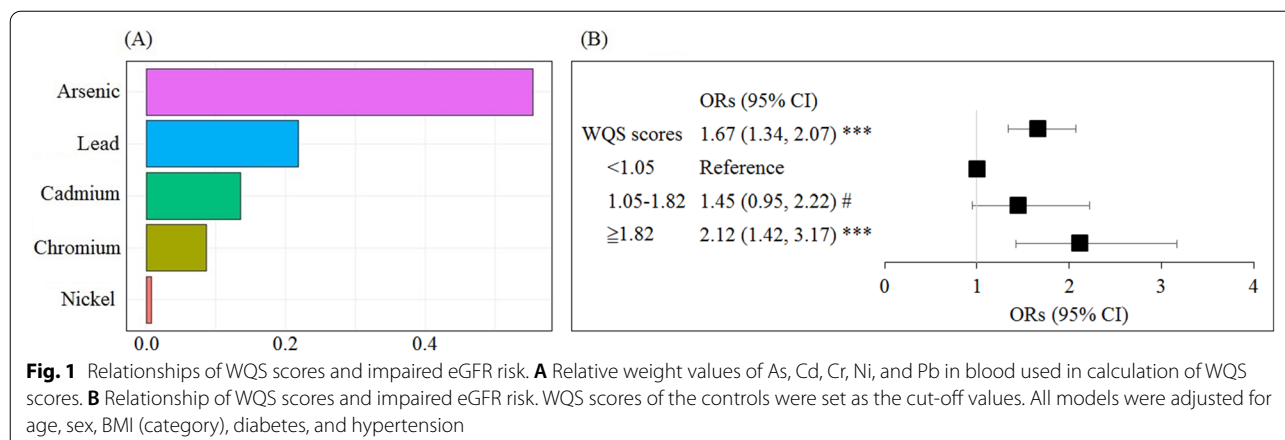 (A)
Arsenic
Lead
Cadmium
Chromium
Nickel
0.0 0.2 0.4
(B)
ORs (95% CI)
WQS scores 1.67 (1.34, 2.07) ***
<1.05 Reference
1.05-1.82 1.45 (0.95, 2.22) #
≧1.82 2.12 (1.42, 3.17) ***
0 1 2 3 4
ORs (95% CI)
Fig. 1 Relationships of WQS scores and impaired eGFR risk. A Relative weight values of As, Cd, Cr, Ni, and Pb in blood used in calculation of WQS
scores. B Relationship of WQS scores and impaired eGFR risk. WQS scores of the controls were set as the cut-off values. All models were adjusted for
age, sex, BMI (category), diabetes, and hypertension